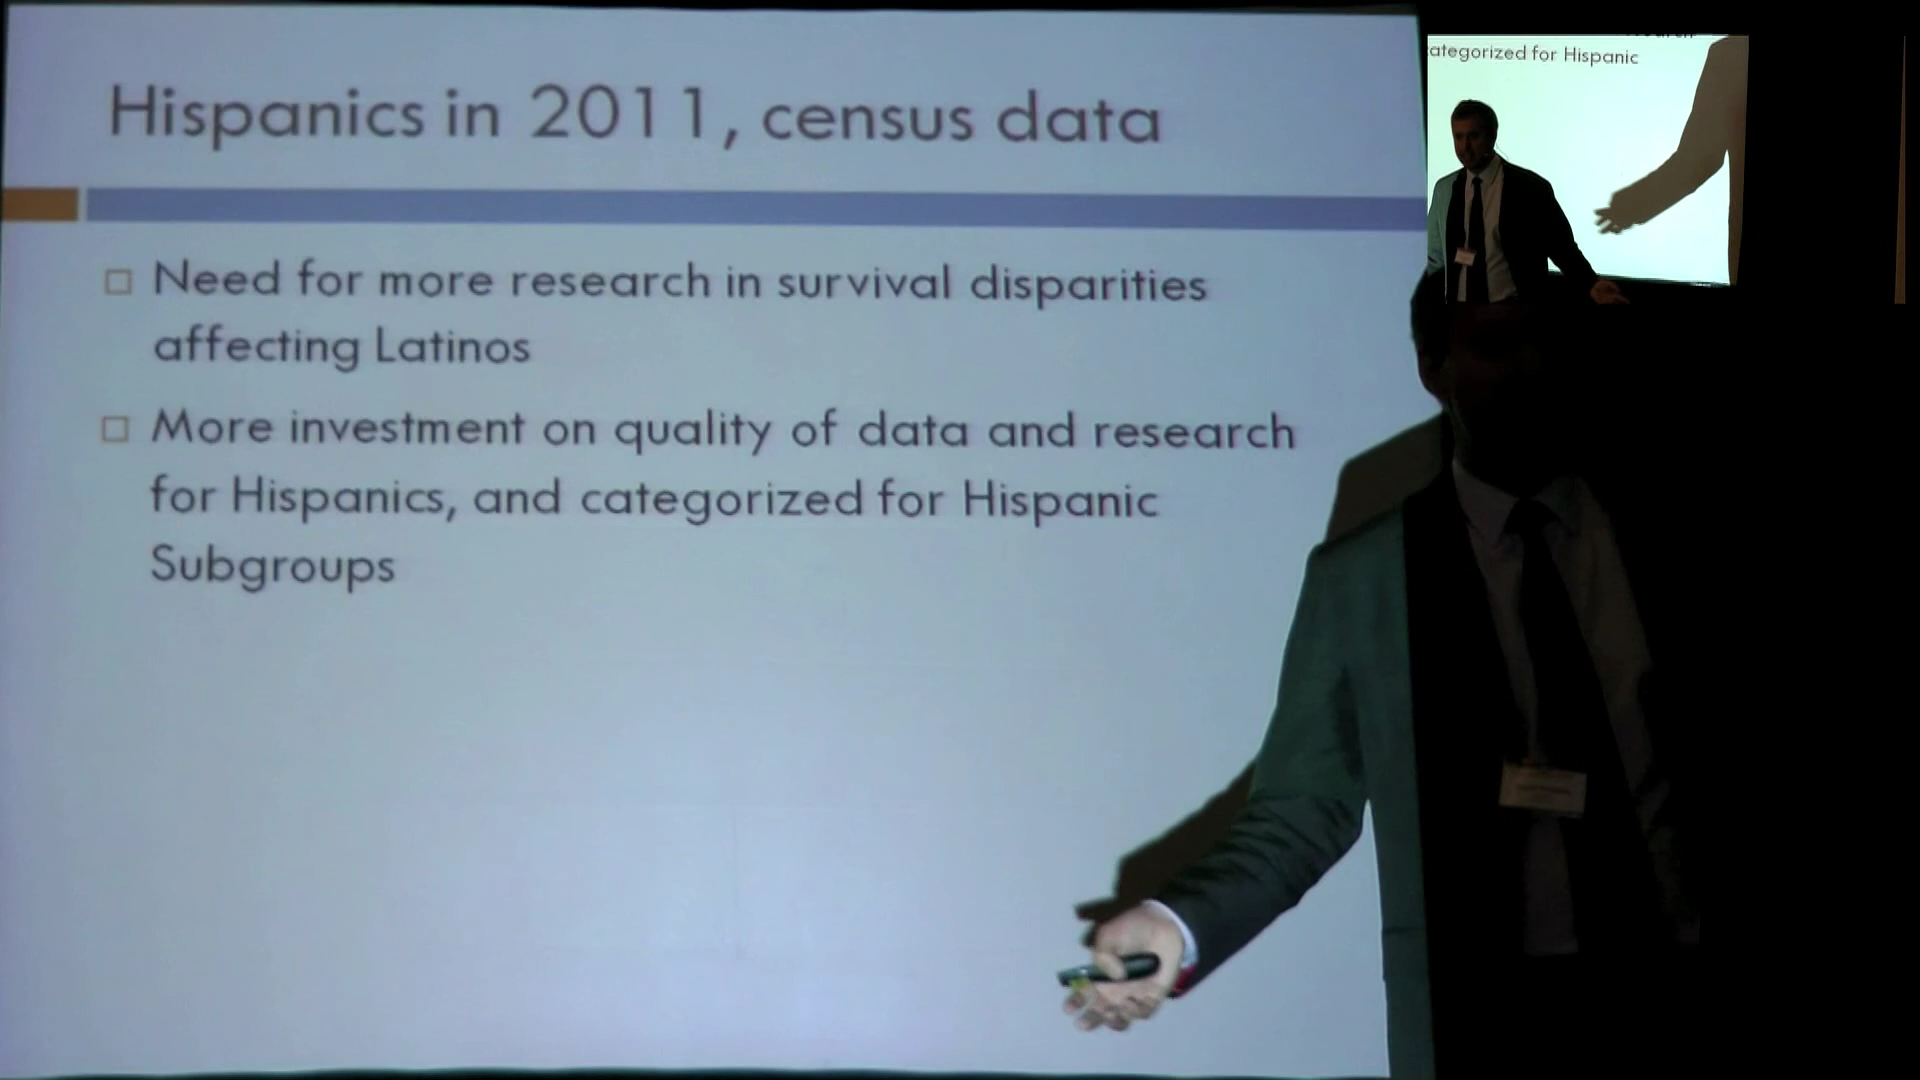 Hispanics in 2011, census data
Need for more research in survival disparities
affecting Latinos
More investment on quality of data and research
for Hispanics, and categorized for Hispanic
Subgroups
categorized for Hispanic